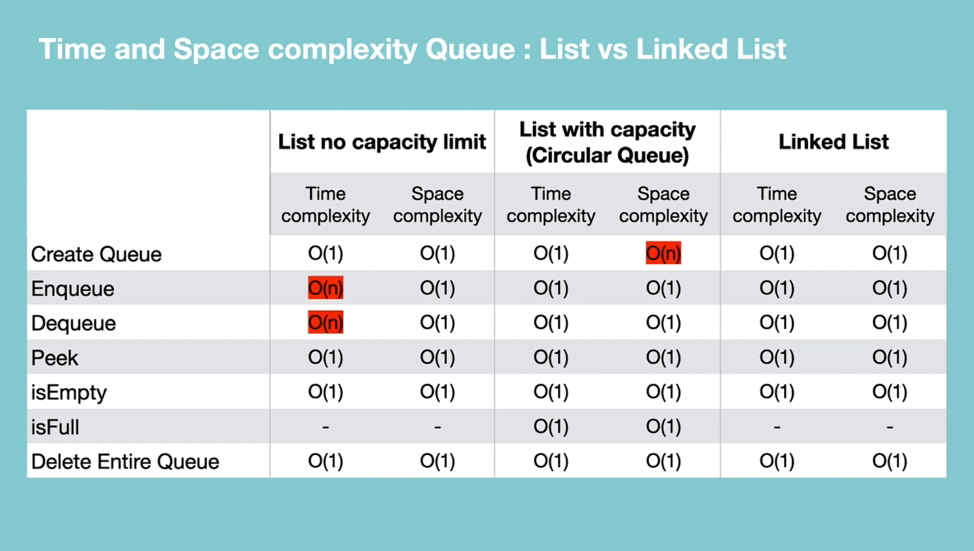 Time and Space complexity Queue : List vs Linked List
List no capacity limit
List with capacity
(Circular Queue)
Linked List
Time
complexity
Space
complexity
Time
complexity
Space
complexity
Time
complexity
Space
complexity
Create Queue O(1) O(1) O(1) O(n) O(1) O(1)
Enqueue O(n) O(1) O(1) O(1) O(1) O(1)
Dequeue O(n) O(1) O(1) O(1) O(1) O(1)
Peek O(1) O(1) O(1) O(1) O(1) O(1)
isEmpty O(1) O(1) O(1) O(1) O(1) O(1)
isFull - - O(1) O(1) - -
Delete Entire Queue O(1) O(1) O(1) O(1) O(1) O(1)